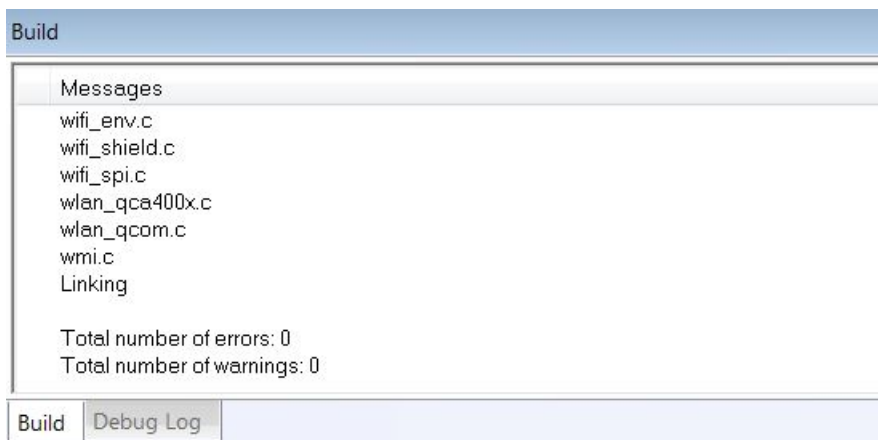 Build
Messages
wifi_env.c
wifi_shield.c
wifi_spi.c
wlan_qca400x.c
wlan_qcom.c
wmi.c
Linking
Total number of errors: 0
Total number of warnings: 0
Build Debug Log